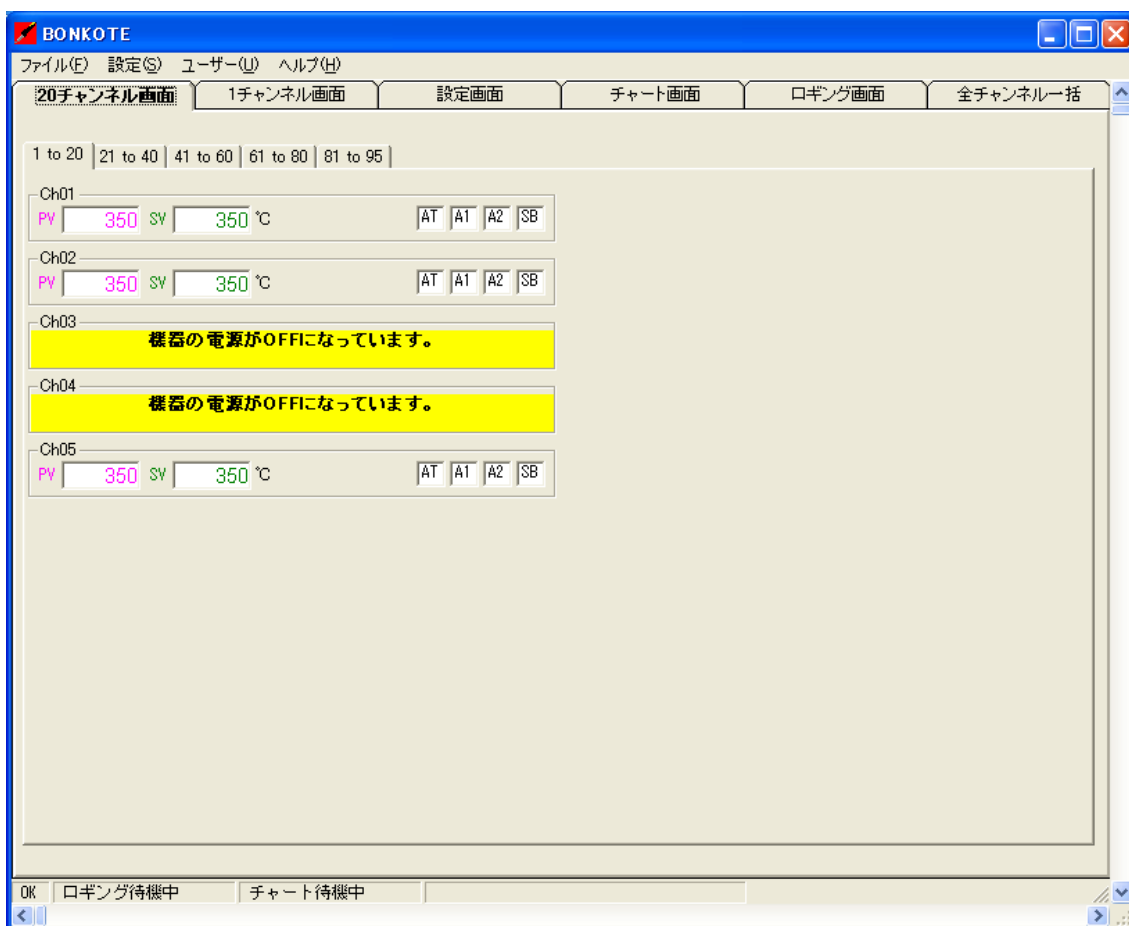 BONKOTE
ファイル(F) 設定(S) ユーザー(U) ヘルプ(H)
20チャンネル画面 1チャンネル画面 設定画面 チャート画面 ロギング画面 全チャンネル一括
1 to 20 21 to 40 41 to 60 61 to 80 81 to 95
Ch01
PV 350 SV 350 ℃ AT A1 A2 SB
Ch02
PV 350 SV 350 ℃ AT A1 A2 SB
Ch03
機器の電源がOFFになっています。
Ch04
機器の電源がOFFになっています。
Ch05
PV 350 SV 350 ℃ AT A1 A2 SB
OK ロギング待機中 チャート待機中